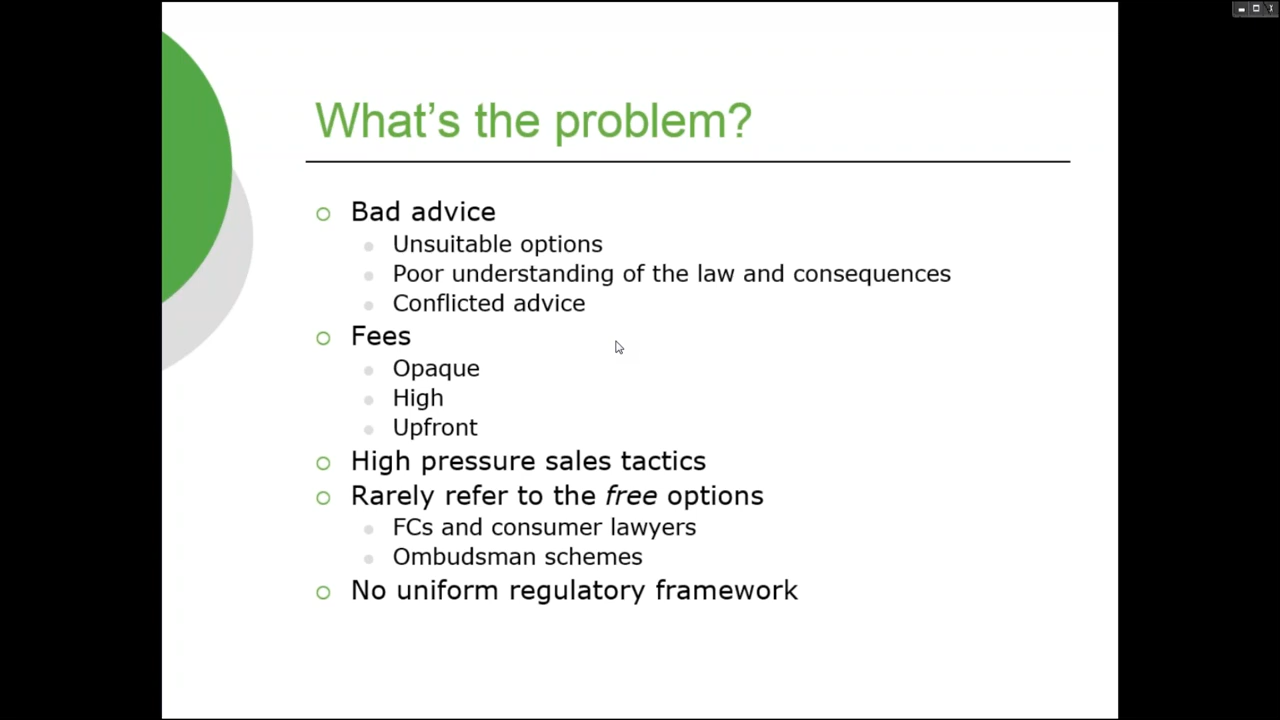 What's the problem?
Bad advice
Unsuitable options
Poor understanding of the law and consequences
Conflicted advice
Fees
Opaque
High
Upfront
High pressure sales tactics
Rarely refer to the free options
FCs and consumer lawyers
Ombudsman schemes
No uniform regulatory framework